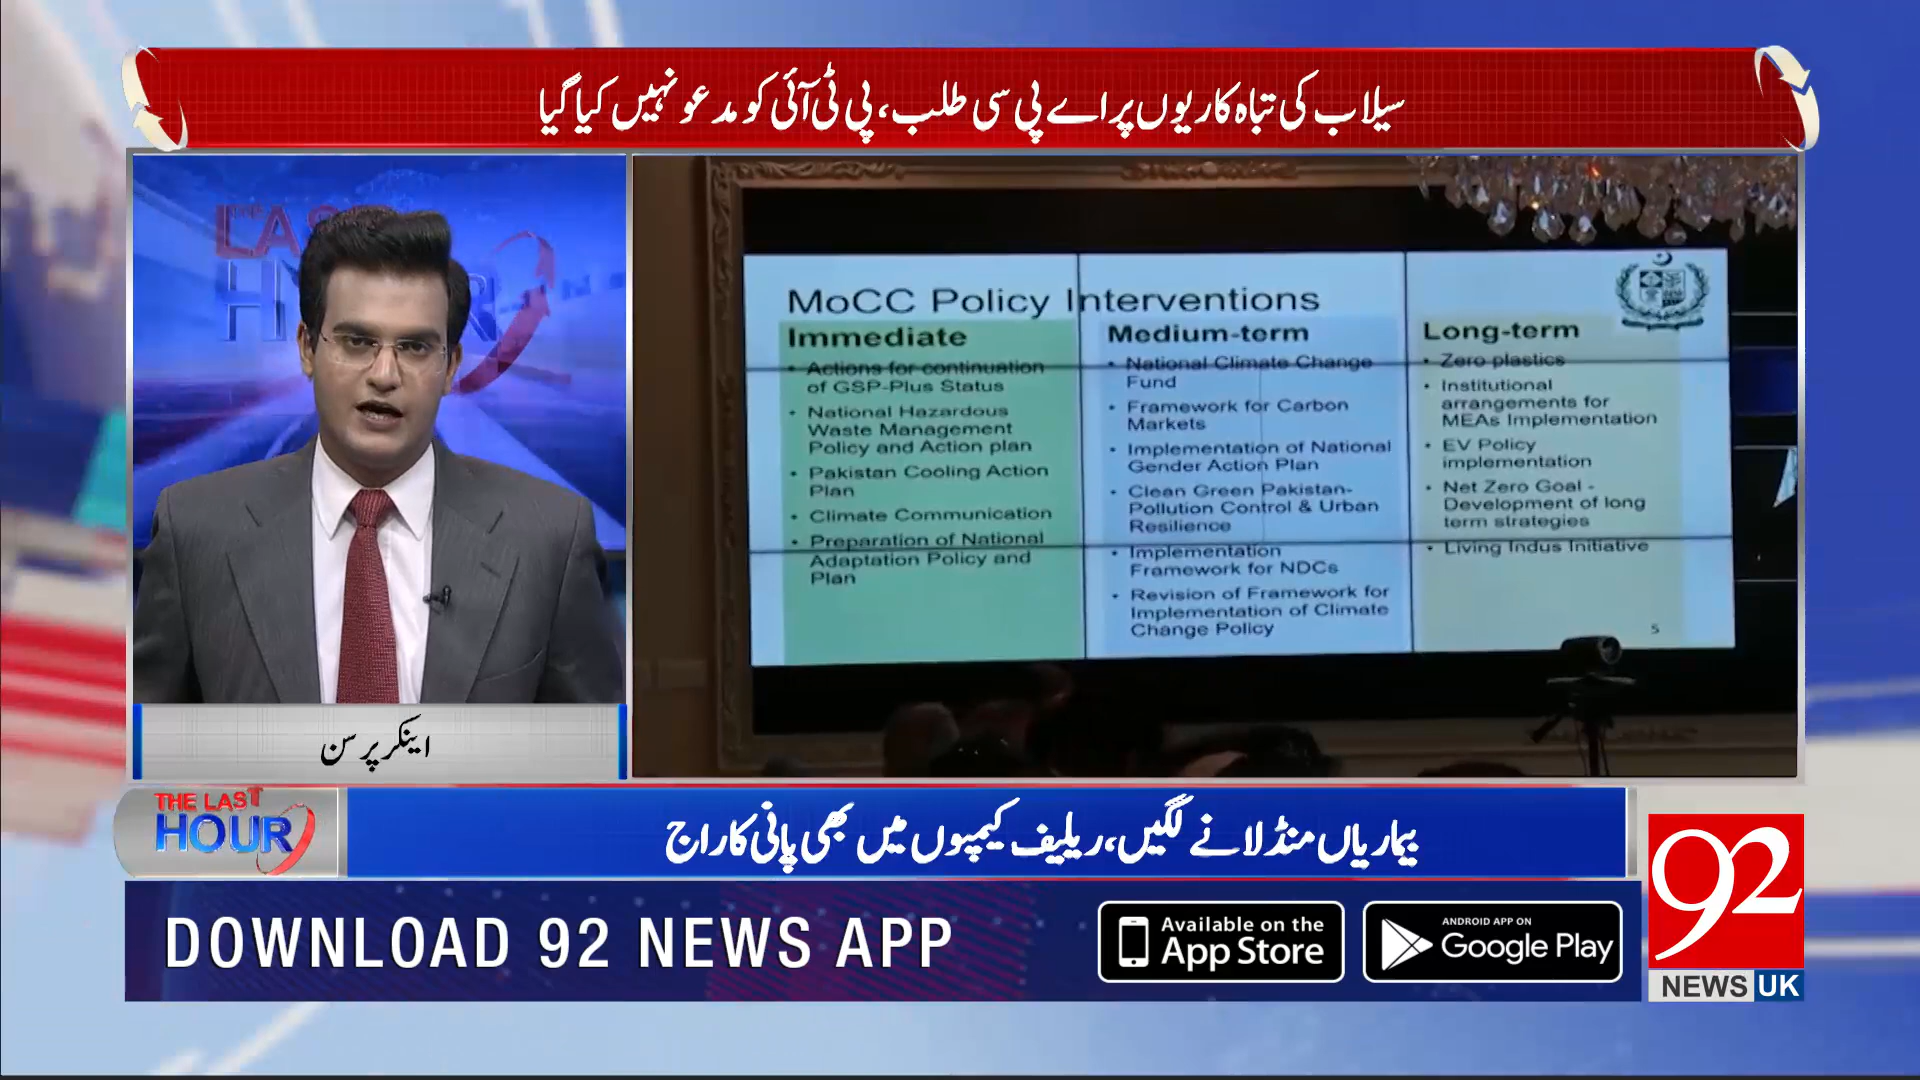 سیلاب کی تباہ کاریوں پر اے پی سی طلب، پی ٹی آئی کو مدعو نہیں کیا گیا
MoCC Policy Interventions
Immediate
• Actions for continuation
of GSP-Plus Status
• National Hazardous
Waste Management
Policy and Action plan
• Pakistan Cooling Action
Plan
• Climate Communication
• Preparation of National
Adaptation Policy and
Plan
Medium-term
• National Climate Change
Fund
• Framework for Carbon
Markets
• Implementation of National
Gender Action Plan
• Clean Green Pakistan-
Pollution Control & Urban
Resilience
• Implementation
Framework for NDCs
• Revision of Framework for
Implementation of Climate
Change Policy
Long-term
• Zero plastics
• Institutional
arrangements for
MEAs Implementation
• EV Policy
implementation
• Net Zero Goal -
Development of long
term strategies
• Living Indus Initiative
5
اینکر پرسن
THE LAST
HOUR
بیماریاں منڈلانے لگیں، ریلیف کیمپوں میں بھی پانی کا راج
DOWNLOAD 92 NEWS APP
Available on the
App Store
ANDROID APP ON
Google Play
92
NEWS UK